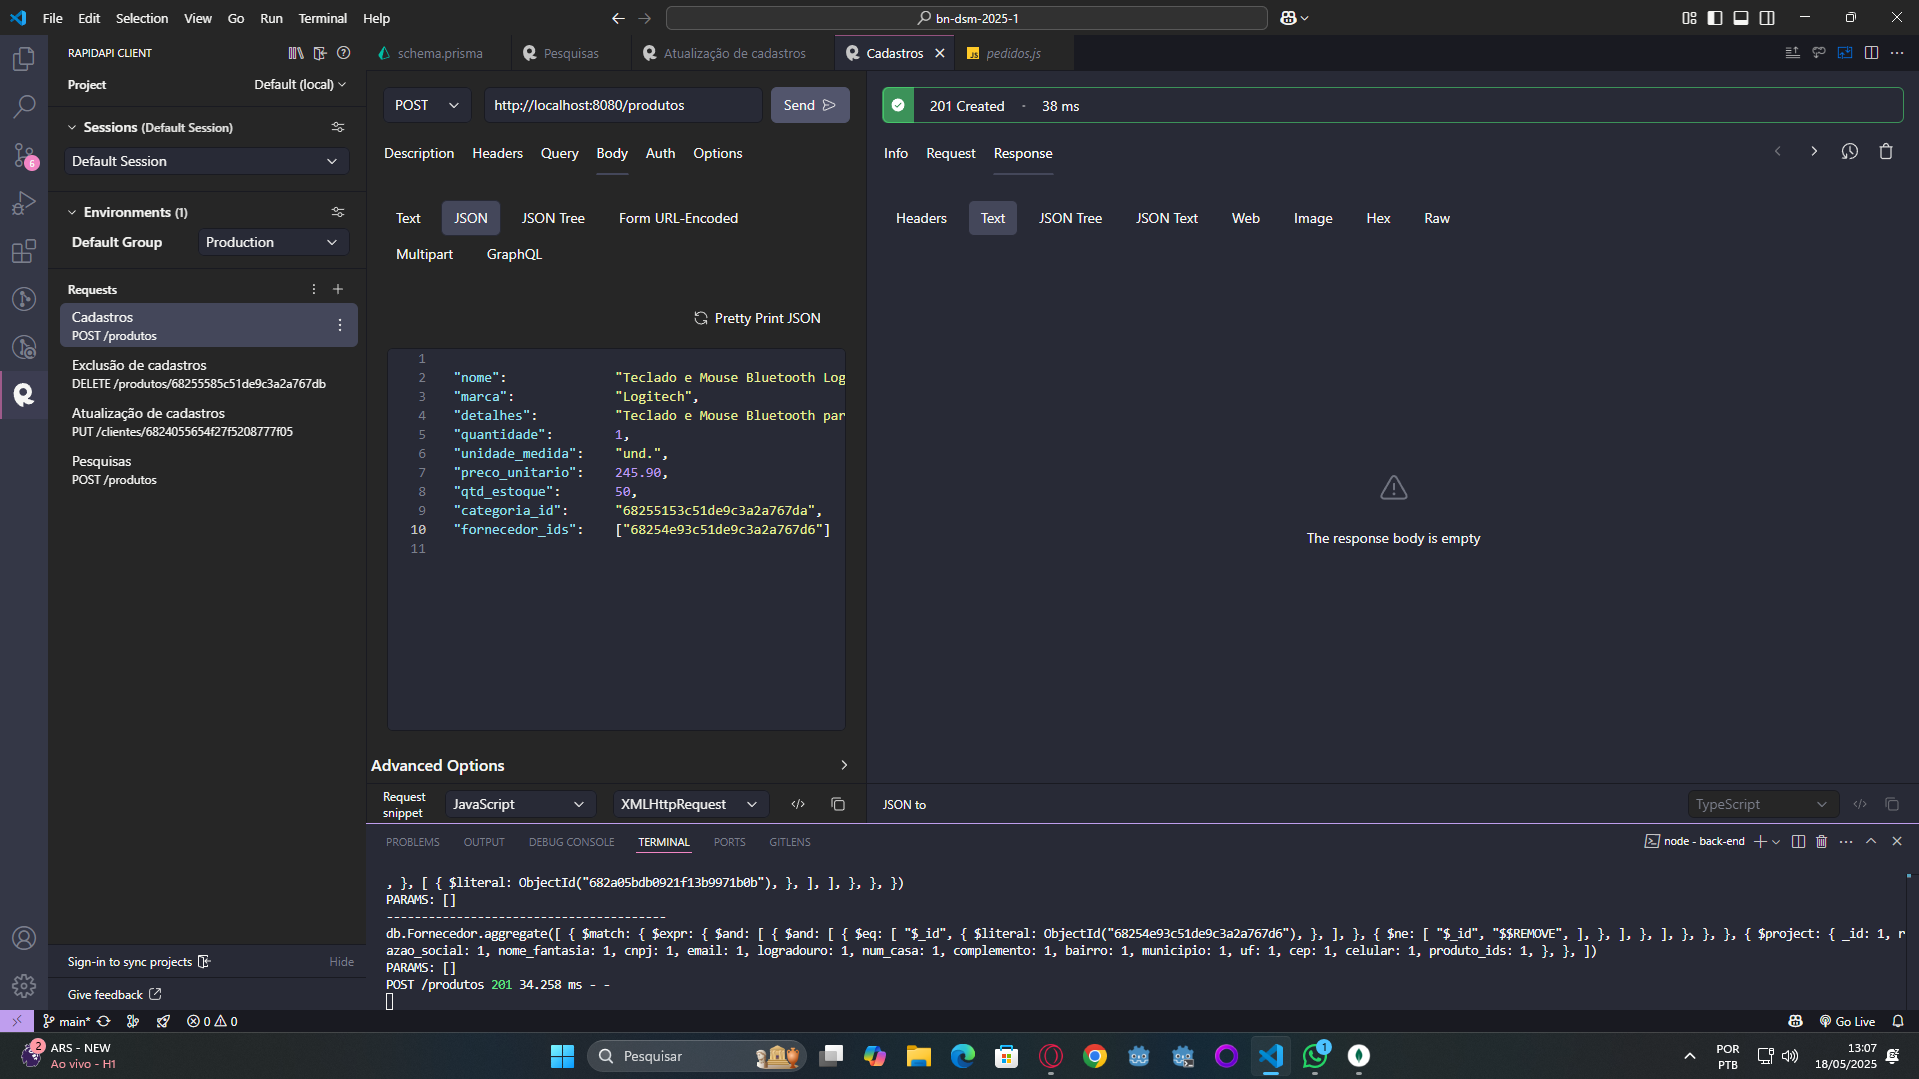 File Edit Selection View Go Run Terminal Help
bn-dsm-2025-1
RAPIDAPI CLIENT
Project
Default (local)
Sessions (Default Session)
Default Session
Environments (1)
Default Group
Production
Requests
Cadastros
POST /produtos
Exclusão de cadastros
DELETE /produtos/68255585c51de9c3a2a767db
Atualização de cadastros
PUT /clientes/6824055654f27f5208777f05
Pesquisas
POST /produtos
Sign-in to sync projects
Hide
Give feedback
6
schema.prisma
Pesquisas
Atualização de cadastros
Cadastros
JS pedidos.js
POST
http://localhost:8080/produtos
Send
Description Headers Query Body Auth Options
Text JSON JSON Tree Form URL-Encoded
Multipart GraphQL
Pretty Print JSON
1
2 "nome": "Teclado e Mouse Bluetooth Log
3 "marca": "Logitech",
4 "detalhes": "Teclado e Mouse Bluetooth par
5 "quantidade": 1,
6 "unidade_medida": "und.",
7 "preco_unitario": 245.90,
8 "qtd_estoque": 50,
9 "categoria_id": "68255153c51de9c3a2a767da",
10 "fornecedor_ids": ["68254e93c51de9c3a2a767d6"]
11
Advanced Options
Request snippet
JavaScript
XMLHttpRequest
201 Created - 38 ms
Info Request Response
Headers Text JSON Tree JSON Text Web Image Hex Raw
The response body is empty
JSON to
TypeScript
PROBLEMS OUTPUT DEBUG CONSOLE TERMINAL PORTS GITLENS
node - back-end
, }, [ { $literal: ObjectId("682a05bdb0921f13b9971b0b"), }, ], ], }, }, })
PARAMS: []
----------------------------------------
db.Fornecedor.aggregate([ { $match: { $expr: { $and: [ { $and: [ { $eq: [ "$_id", { $literal: ObjectId("68254e93c51de9c3a2a767d6"), }, ], }, { $ne: [ "$_id", "$$REMOVE", ], }, ], }, ], }, }, }, { $project: { _id: 1, r
azao_social: 1, nome_fantasia: 1, cnpj: 1, email: 1, logradouro: 1, num_casa: 1, complemento: 1, bairro: 1, municipio: 1, uf: 1, cep: 1, celular: 1, produto_ids: 1, }, }, ])
PARAMS: []
POST /produtos 201 34.258 ms - -
main* 0 0
Go Live
2
ARS - NEW
Ao vivo - H1
Pesquisar
1
POR
PTB
13:07
18/05/2025